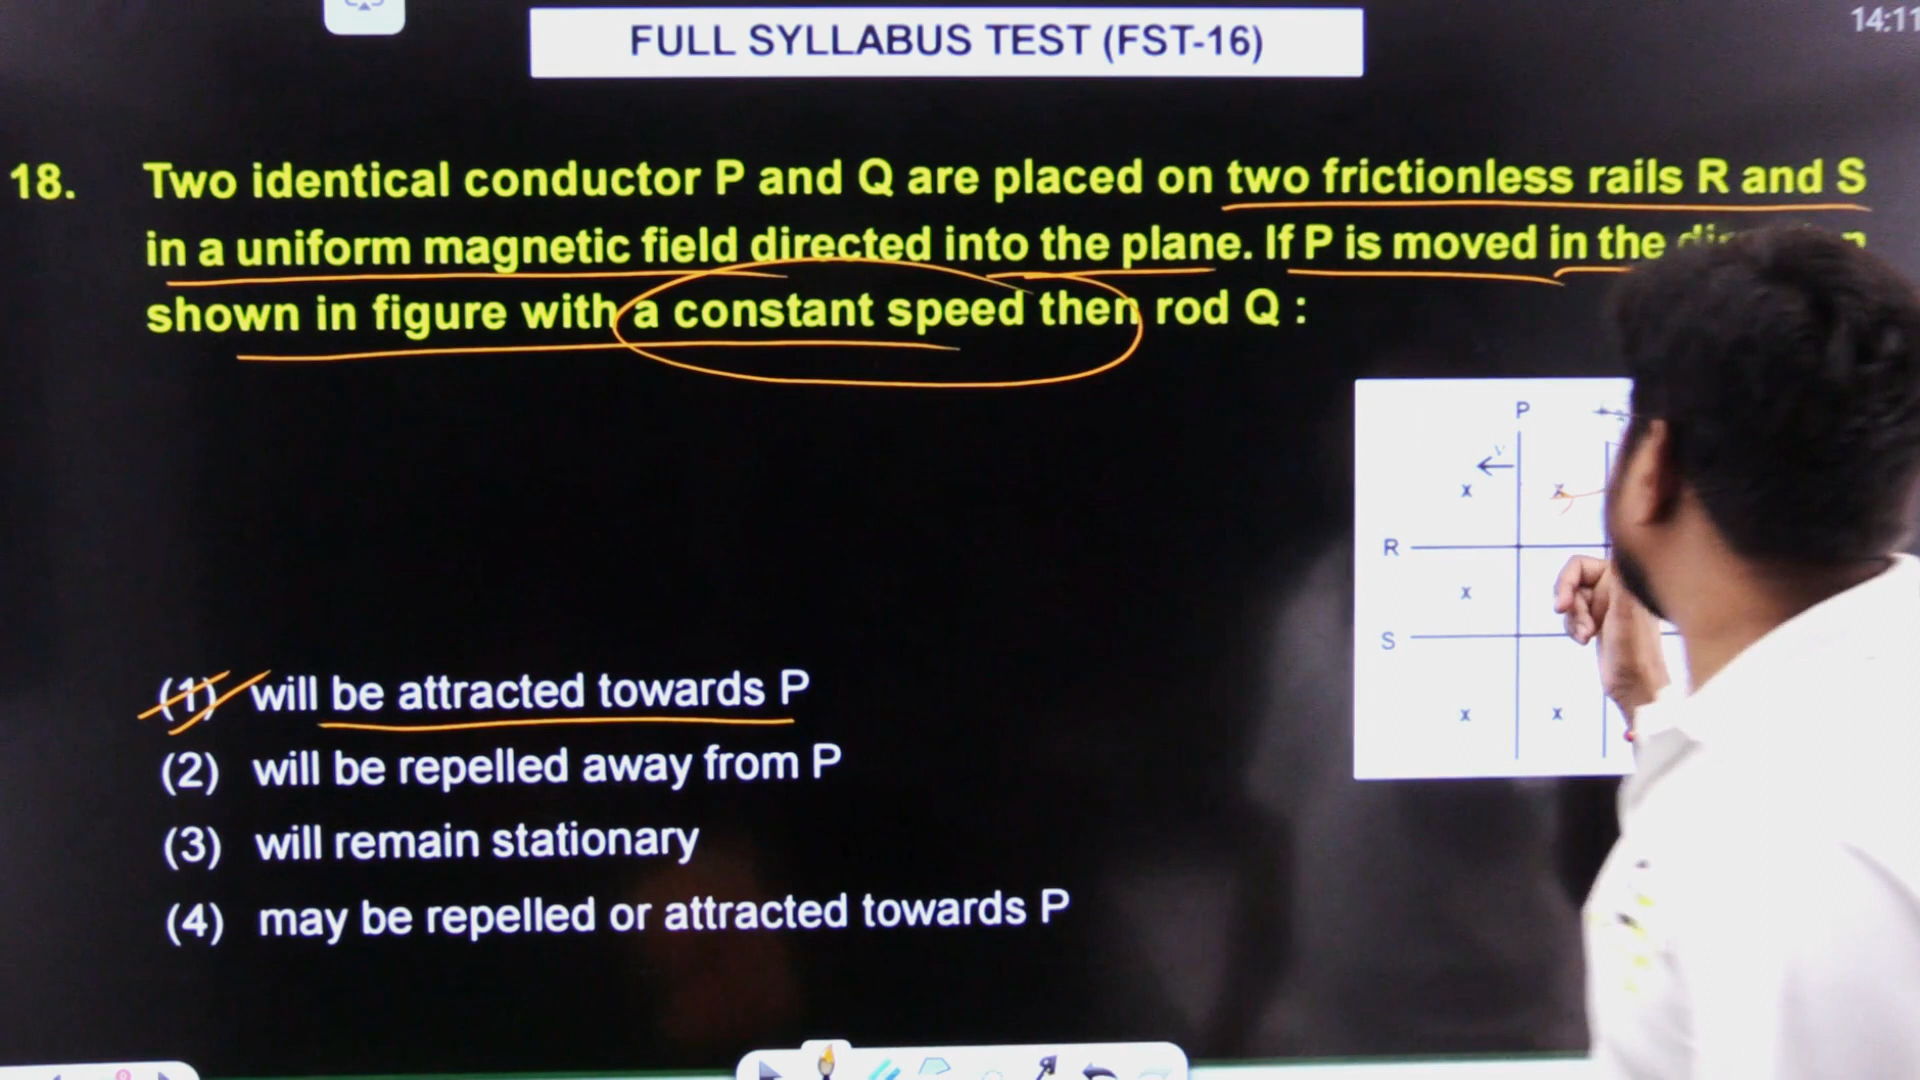 14:11
FULL SYLLABUS TEST (FST-16)
18. Two identical conductor P and Q are placed on two frictionless rails R and S
in a uniform magnetic field directed into the plane. If P is moved in the
shown in figure with a constant speed then rod Q :
P
v
x x
R
x
S
x x
(1) will be attracted towards P
(2) will be repelled away from P
(3) will remain stationary
(4) may be repelled or attracted towards P